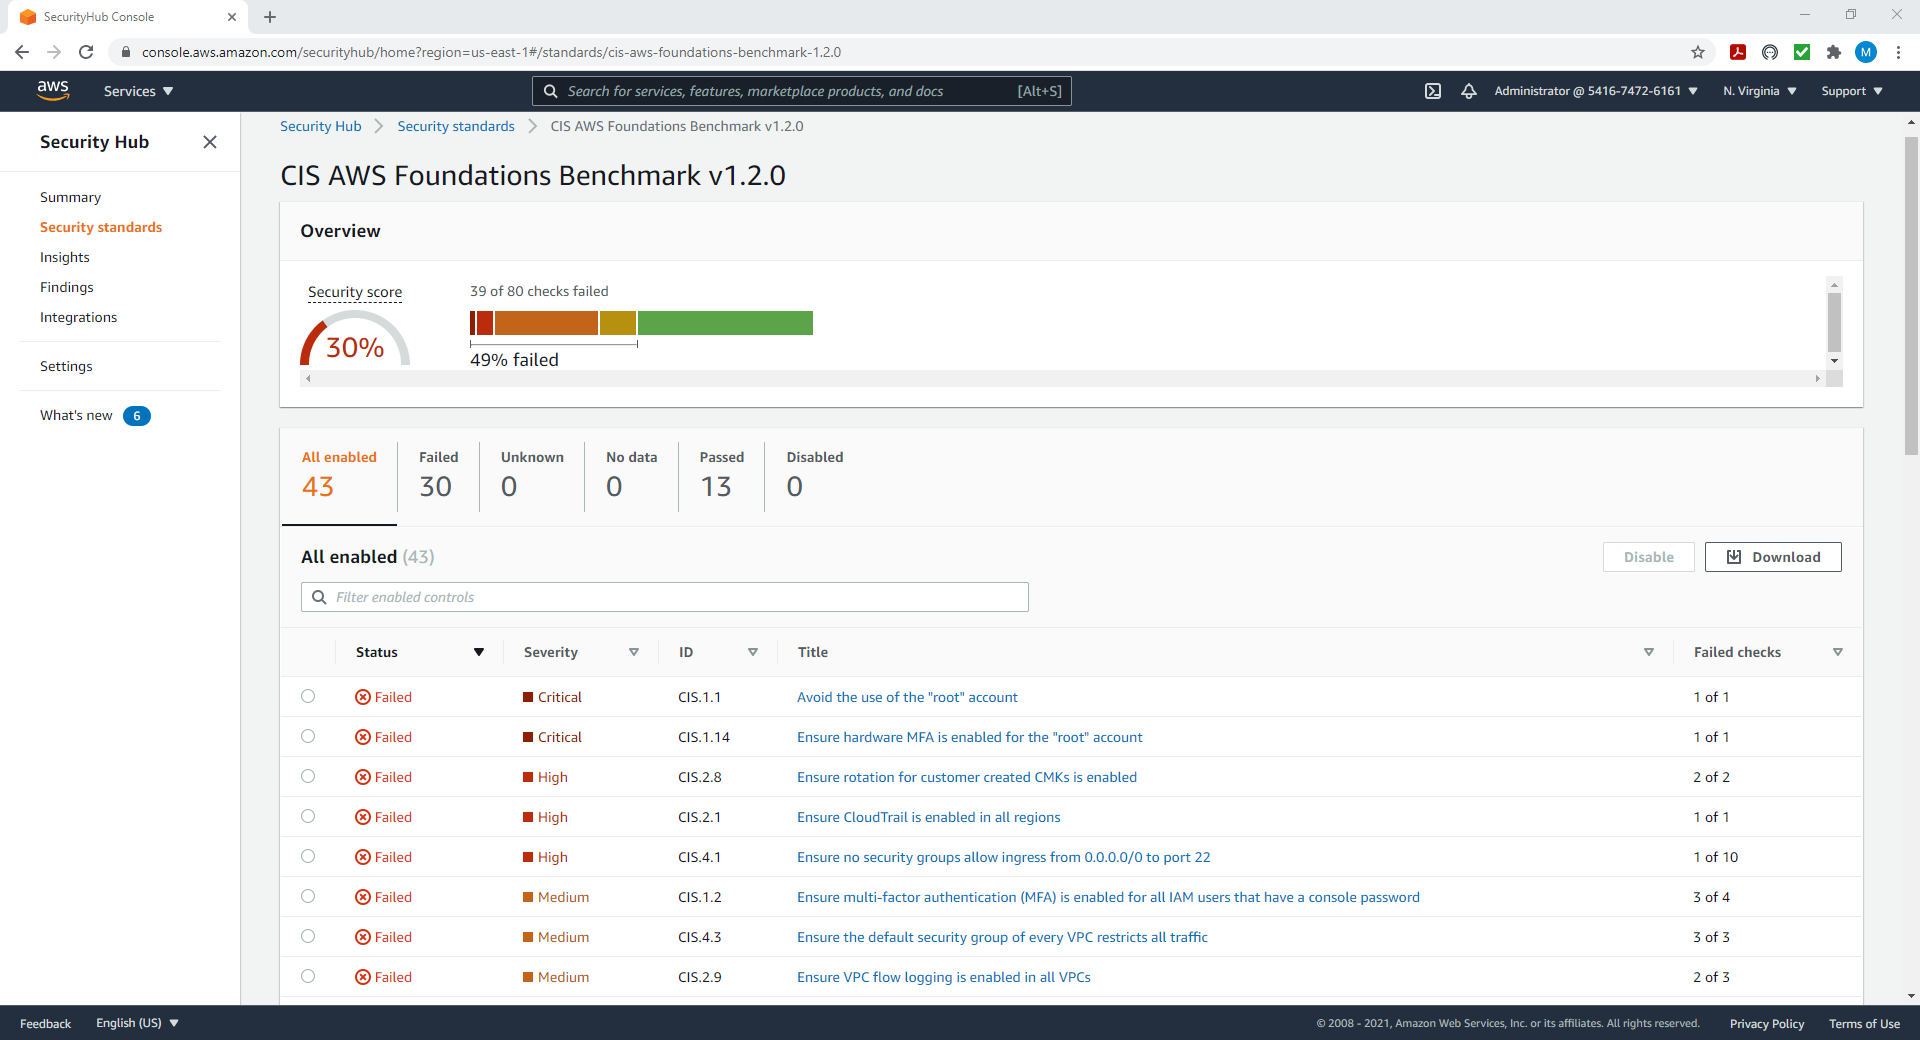 SecurityHub Console
console.aws.amazon.com/securityhub/home?region=us-east-1#/standards/cis-aws-foundations-benchmark-1.2.0
M
aws
Services
Search for services, features, marketplace products, and docs [Alt+S]
Administrator @ 5416-7472-6161
N. Virginia
Support
Security Hub
Summary
Security standards
Insights
Findings
Integrations
Settings
What's new 6
Security Hub Security standards CIS AWS Foundations Benchmark v1.2.0
CIS AWS Foundations Benchmark v1.2.0
Overview
Security score
30%
39 of 80 checks failed
49% failed
All enabled 43
Failed 30
Unknown 0
No data 0
Passed 13
Disabled 0
All enabled (43)
Disable
Download
Filter enabled controls
Status Severity ID Title Failed checks
Failed Critical CIS.1.1 Avoid the use of the "root" account 1 of 1
Failed Critical CIS.1.14 Ensure hardware MFA is enabled for the "root" account 1 of 1
Failed High CIS.2.8 Ensure rotation for customer created CMKs is enabled 2 of 2
Failed High CIS.2.1 Ensure CloudTrail is enabled in all regions 1 of 1
Failed High CIS.4.1 Ensure no security groups allow ingress from 0.0.0.0/0 to port 22 1 of 10
Failed Medium CIS.1.2 Ensure multi-factor authentication (MFA) is enabled for all IAM users that have a console password 3 of 4
Failed Medium CIS.4.3 Ensure the default security group of every VPC restricts all traffic 3 of 3
Failed Medium CIS.2.9 Ensure VPC flow logging is enabled in all VPCs 2 of 3
Feedback English (US)
© 2008 - 2021, Amazon Web Services, Inc. or its affiliates. All rights reserved. Privacy Policy Terms of Use